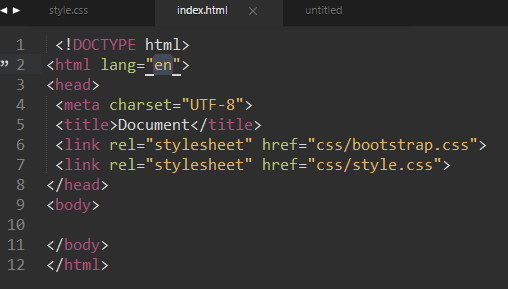 style.css index.html untitled
1 <!DOCTYPE html>
2 <html lang="en">
3 <head>
4 <meta charset="UTF-8">
5 <title>Document</title>
6 <link rel="stylesheet" href="css/bootstrap.css">
7 <link rel="stylesheet" href="css/style.css">
8 </head>
9 <body>
10
11 </body>
12 </html>